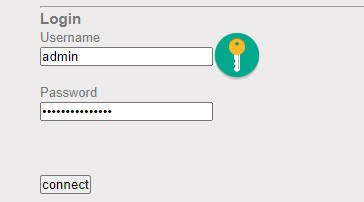 Login
Username
admin
Password
•••••••••••••••
connect